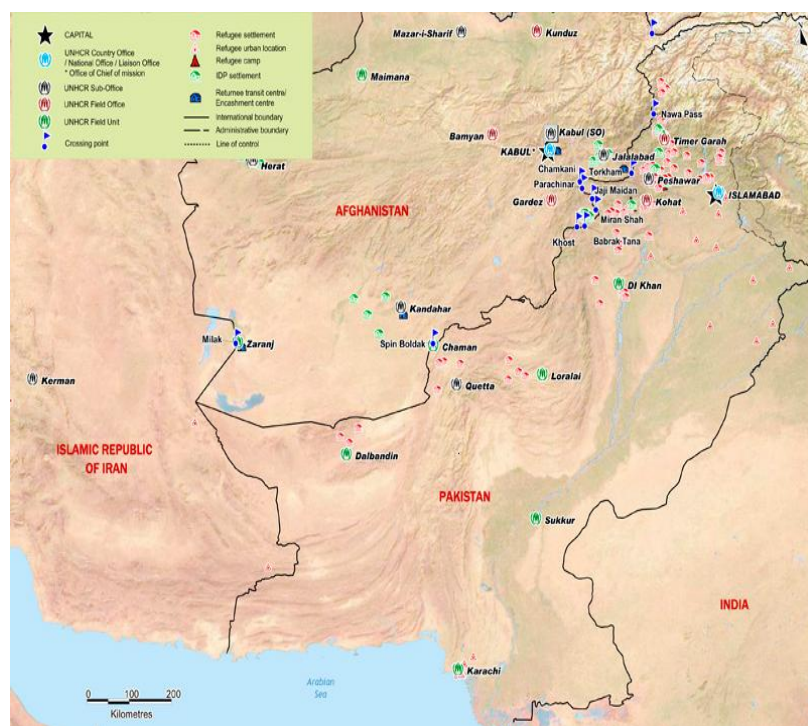 CAPITAL
UNHCR Country Office
/ National Office / Liaison Office
* Office of Chief of mission
UNHCR Sub-Office
UNHCR Field Office
UNHCR Field Unit
Crossing point
Refugee settlement
Refugee urban location
Refugee camp
IDP settlement
Returnee transit centre/
Encashment centre
International boundary
Administrative boundary
Line of control
Mazar-i-Sharif
Kunduz
Maimana
Nawa Pass
Bamyan
Kabul (SO)
Timer Garah
KABUL*
Jalalabad
Herat
Chamkani
Torkham
Peshawar
Parachinar
Jaji Maidan
ISLAMABAD
Gardez
Kohat
AFGHANISTAN
Miran Shah
Khost
Babrak-Tana
DI Khan
Kandahar
Milak
Zaranj
Spin Boldak
Chaman
Kerman
Quetta
Loralai
ISLAMIC REPUBLIC
OF IRAN
Dalbandin
PAKISTAN
Sukkur
INDIA
Karachi
Arabian
Sea
0 100 200
Kilometres